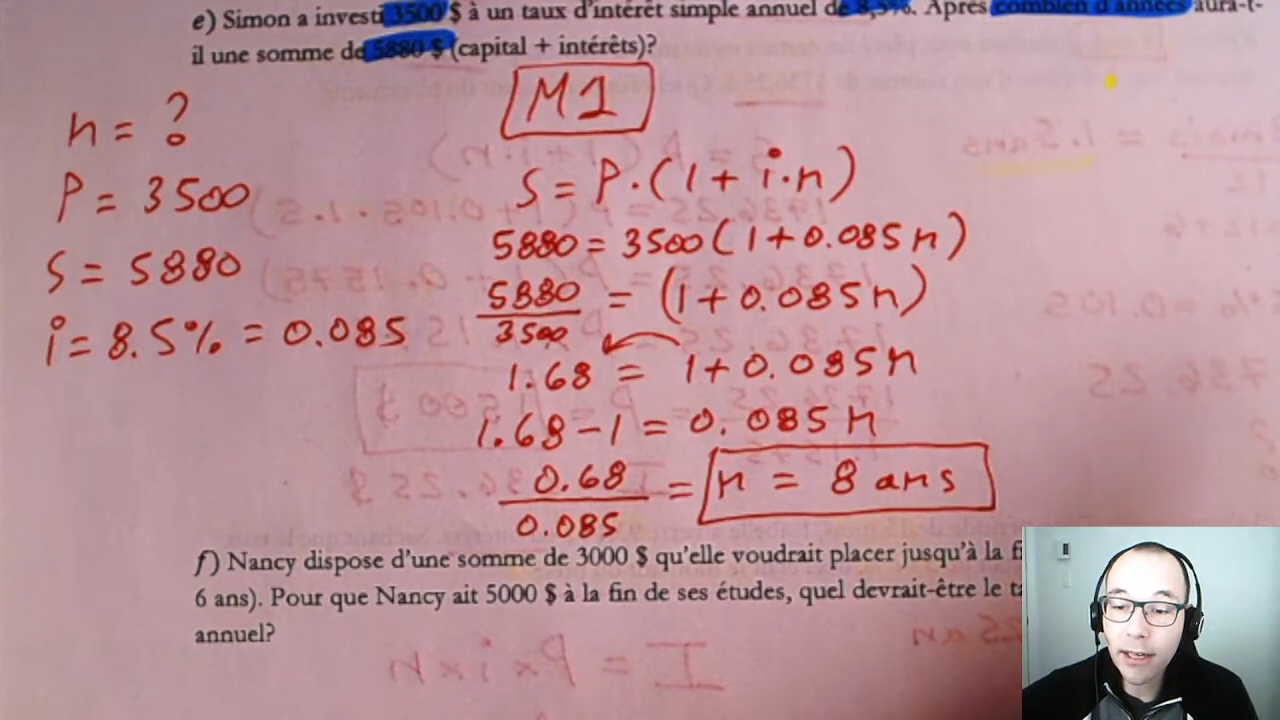 e) Simon a investi 3500 $ à un taux d'intérêt simple annuel de 8,5%. Après combien d'années aura-t-
il une somme de 5880 $ (capital + intérêts)?
M1
n = ?
P = 3500
S = 5880
i = 8.5% = 0.085
S = P·(1 + i·n)
5880 = 3500(1+0.085n)
5880/3500 = (1+0.085n)
1.68 = 1+0.085n
1.68-1 = 0.085n
0.68/0.085 = n = 8 ans
f) Nancy dispose d'une somme de 3000 $ qu'elle voudrait placer jusqu'à la
6 ans). Pour que Nancy ait 5000 $ à la fin de ses études, quel devrait-être le
annuel?